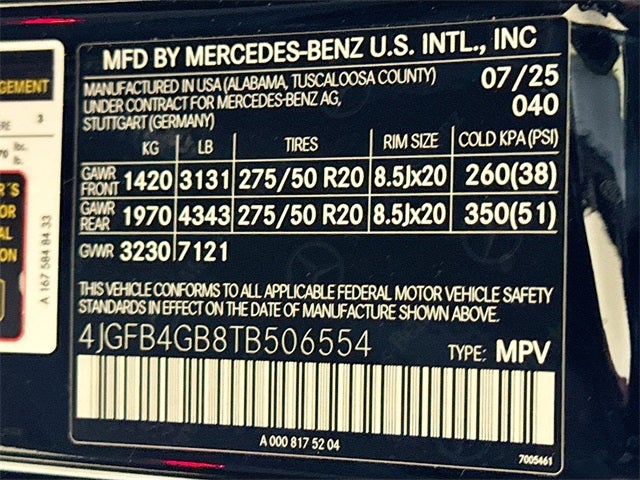 MFD BY MERCEDES-BENZ U.S. INTL., INC
MANUFACTURED IN USA (ALABAMA, TUSCALOOSA COUNTY) 07/25
UNDER CONTRACT FOR MERCEDES-BENZ AG, 040
STUTTGART (GERMANY)
KG LB TIRES RIM SIZE COLD KPA (PSI)
GAWR FRONT 1420 3131 275/50 R20 8.5Jx20 260(38)
GAWR REAR 1970 4343 275/50 R20 8.5Jx20 350(51)
GVWR 3230 7121
THIS VEHICLE CONFORMS TO ALL APPLICABLE FEDERAL MOTOR VEHICLE SAFETY
STANDARDS IN EFFECT ON THE DATE OF MANUFACTURE SHOWN ABOVE.
4JGFB4GB8TB506554 TYPE: MPV
A 000 817 52 04
7005461
A 167 584 84 33
3
lbs.
lb.